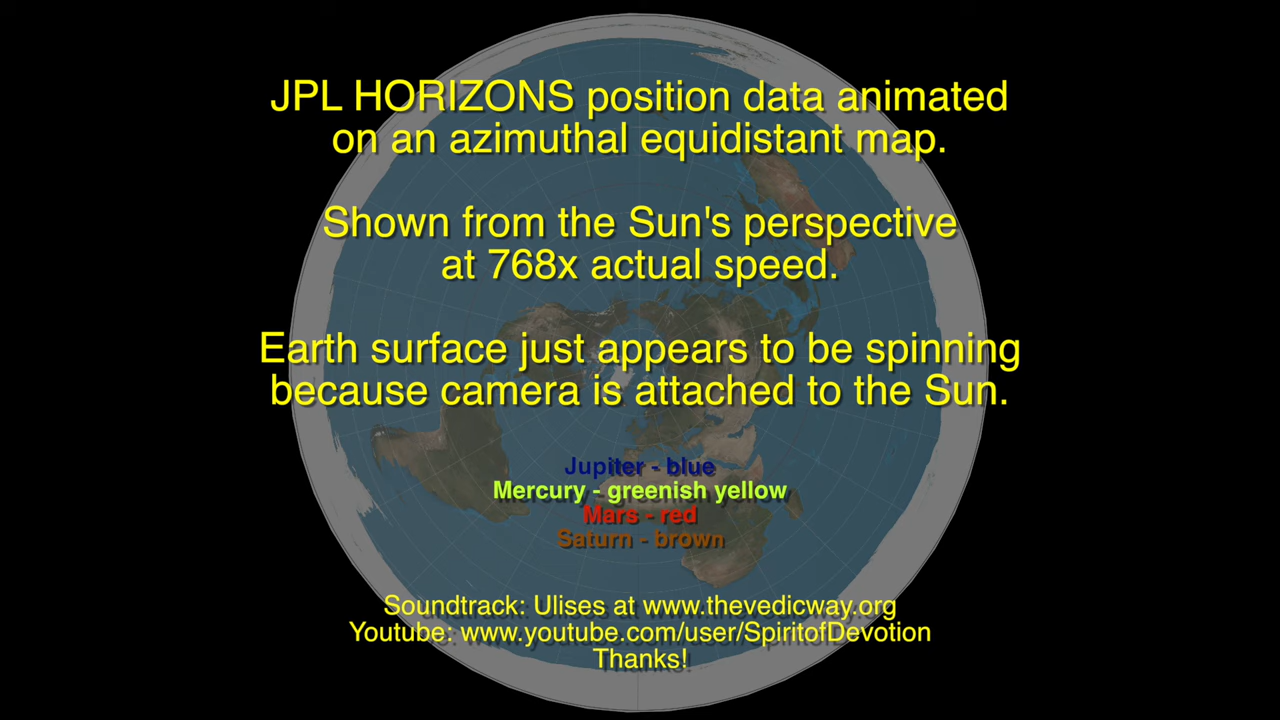 JPL HORIZONS position data animated
on an azimuthal equidistant map.
Shown from the Sun's perspective
at 768x actual speed.
Earth surface just appears to be spinning
because camera is attached to the Sun.
Jupiter - blue
Mercury - greenish yellow
Mars - red
Saturn - brown
Soundtrack: Ulises at www.thevedicway.org
Youtube: www.youtube.com/user/SpiritofDevotion
Thanks!